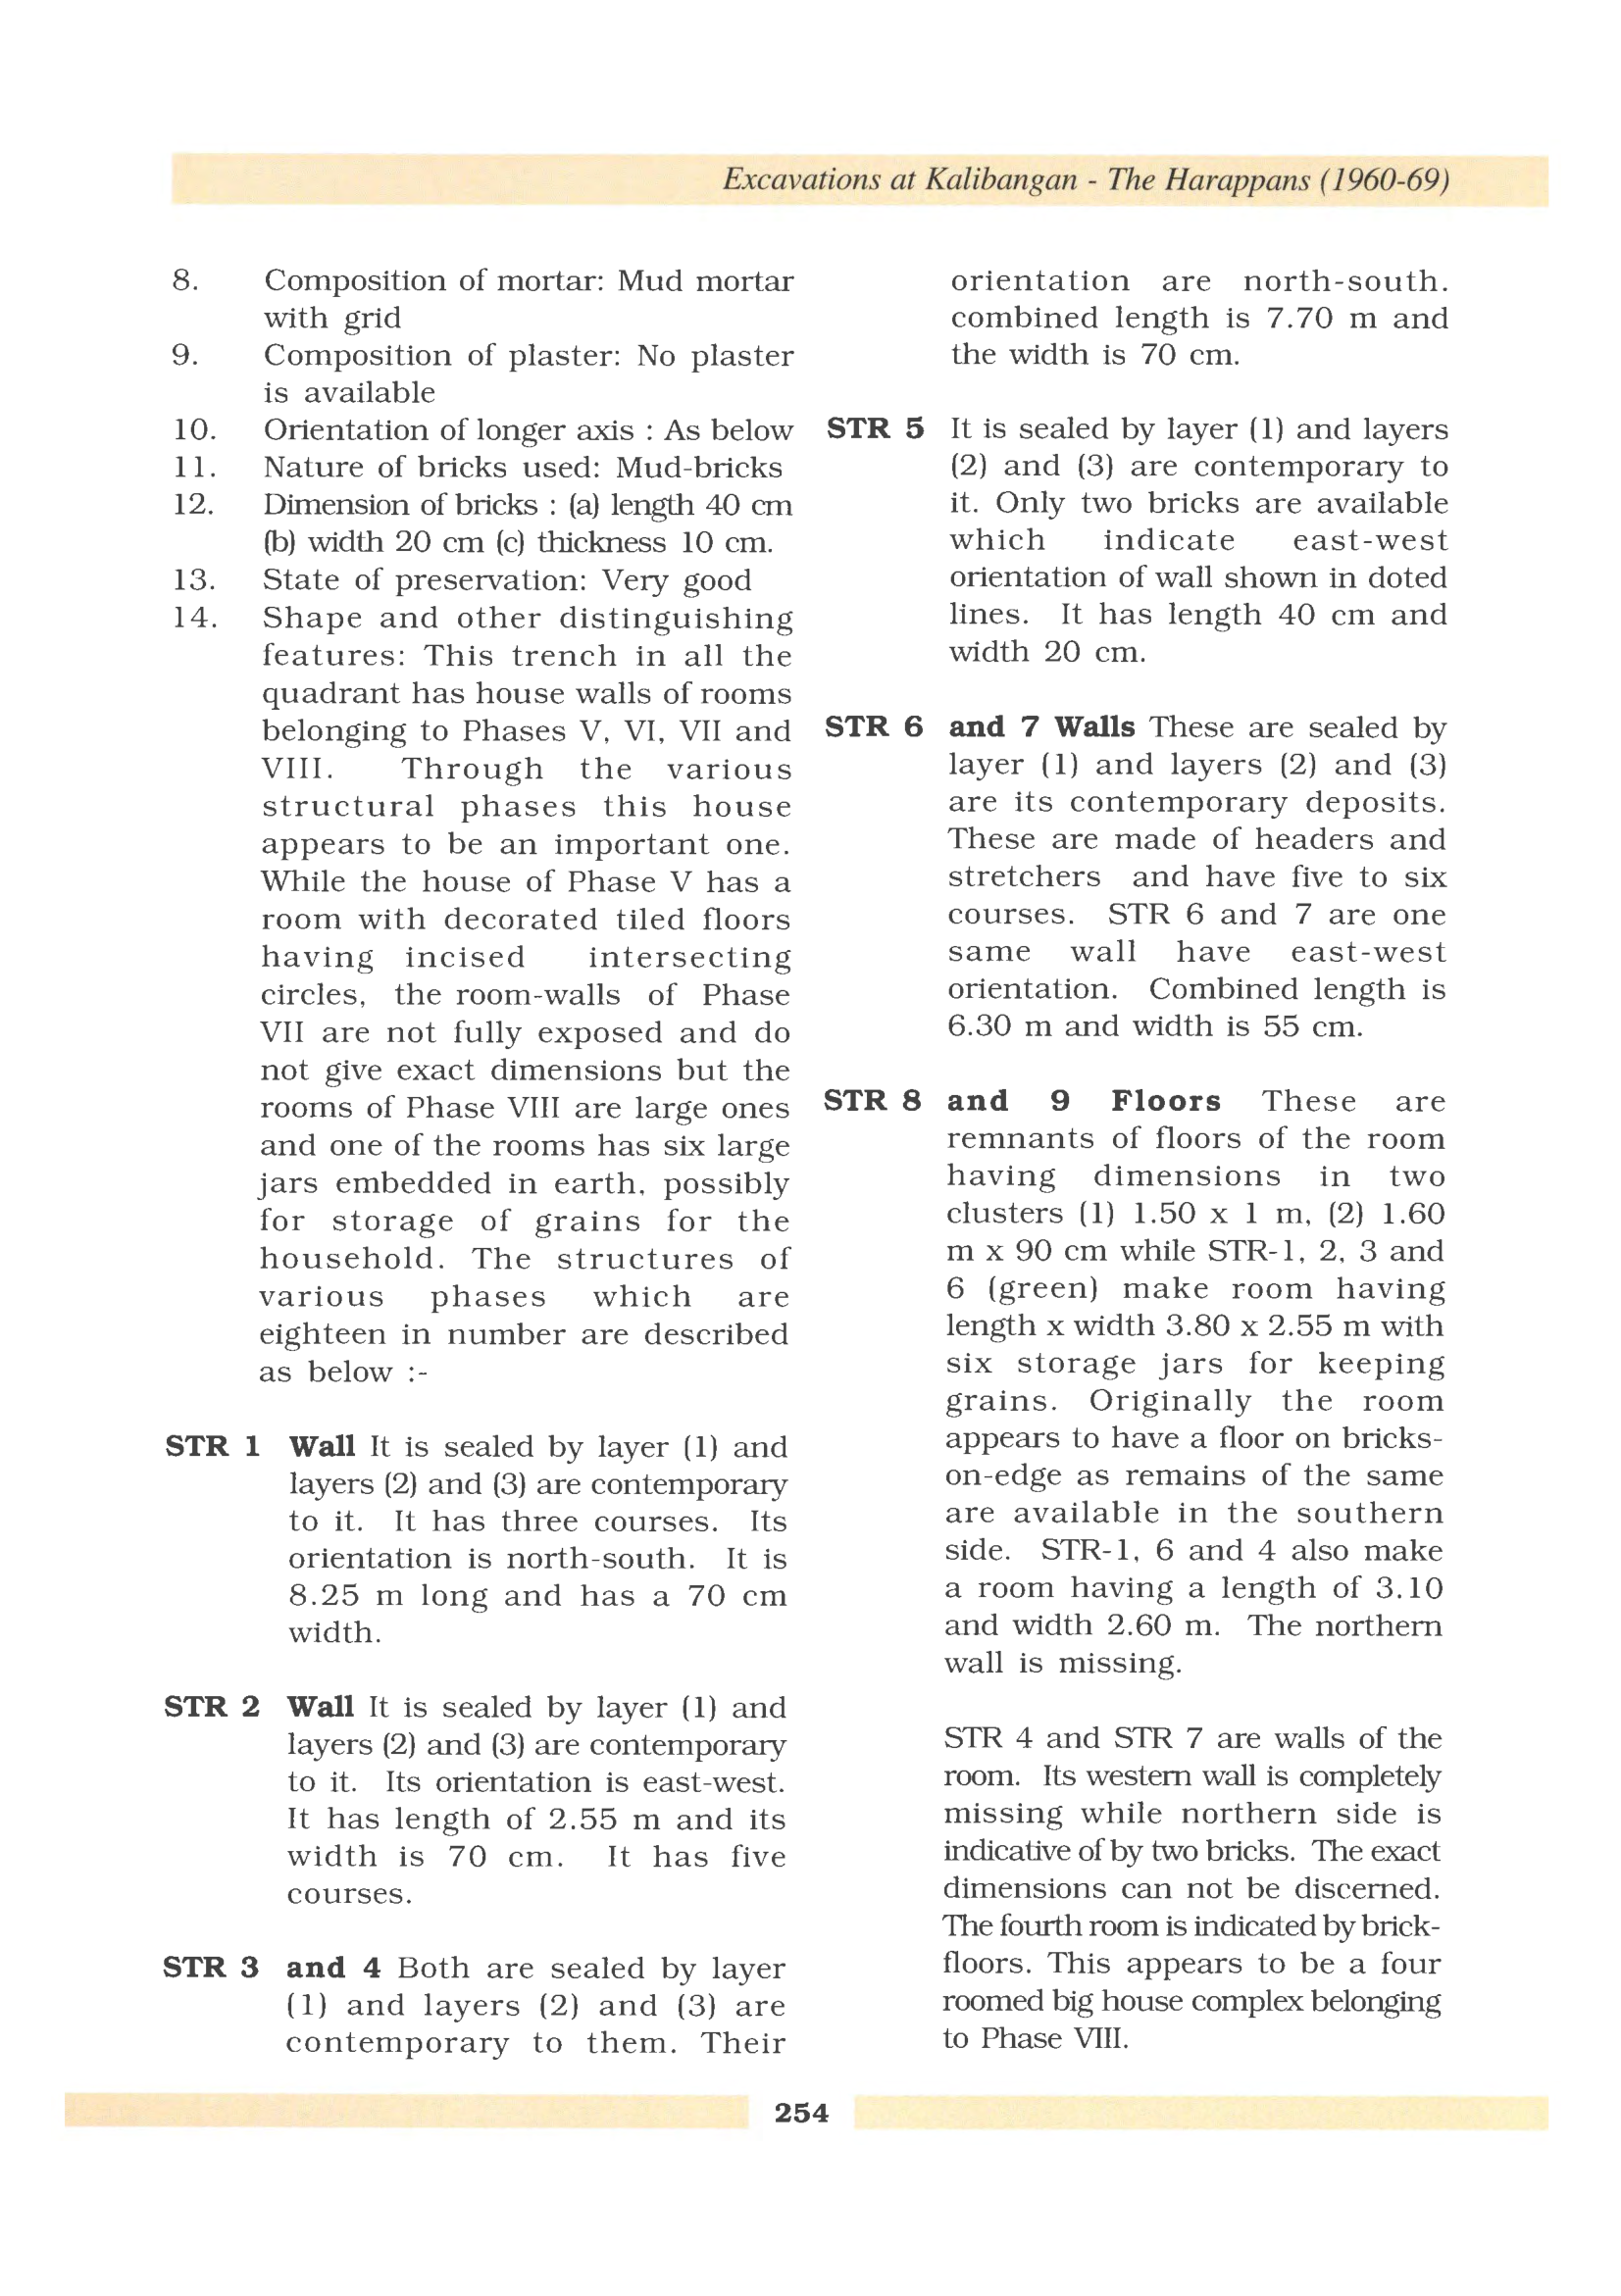 Excavations at Kalibangan - The Harappans (1960-69)
8. Composition of mortar: Mud mortar
with grid
9. Composition of plaster: No plaster
is available
10. Orientation of longer axis : As below
11. Nature of bricks used: Mud-bricks
12. Dimension of bricks : (a) length 40 cm
(b) width 20 cm (c) thickness 10 cm.
13. State of preservation: Very good
14. Shape and other distinguishing
features: This trench in all the
quadrant has house walls of rooms
belonging to Phases V, VI, VII and
VIII. Through the various
structural phases this house
appears to be an important one.
While the house of Phase V has a
room with decorated tiled floors
having incised intersecting
circles, the room-walls of Phase
VII are not fully exposed and do
not give exact dimensions but the
rooms of Phase VIII are large ones
and one of the rooms has six large
jars embedded in earth, possibly
for storage of grains for the
household. The structures of
various phases which are
eighteen in number are described
as below :-
STR 1 Wall It is sealed by layer (1) and
layers (2) and (3) are contemporary
to it. It has three courses. Its
orientation is north-south. It is
8.25 m long and has a 70 cm
width.
STR 2 Wall It is sealed by layer (1) and
layers (2) and (3) are contemporary
to it. Its orientation is east-west.
It has length of 2.55 m and its
width is 70 cm. It has five
courses.
STR 3 and 4 Both are sealed by layer
(1) and layers (2) and (3) are
contemporary to them. Their
orientation are north-south.
combined length is 7.70 m and
the width is 70 cm.
STR 5 It is sealed by layer (1) and layers
(2) and (3) are contemporary to
it. Only two bricks are available
which indicate east-west
orientation of wall shown in doted
lines. It has length 40 cm and
width 20 cm.
STR 6 and 7 Walls These are sealed by
layer (1) and layers (2) and (3)
are its contemporary deposits.
These are made of headers and
stretchers and have five to six
courses. STR 6 and 7 are one
same wall have east-west
orientation. Combined length is
6.30 m and width is 55 cm.
STR 8 and 9 Floors These are
remnants of floors of the room
having dimensions in two
clusters (1) 1.50 x 1 m, (2) 1.60
m x 90 cm while STR-1, 2, 3 and
6 (green) make room having
length x width 3.80 x 2.55 m with
six storage jars for keeping
grains. Originally the room
appears to have a floor on bricks-
on-edge as remains of the same
are available in the southern
side. STR-1, 6 and 4 also make
a room having a length of 3.10
and width 2.60 m. The northern
wall is missing.
STR 4 and STR 7 are walls of the
room. Its western wall is completely
missing while northern side is
indicative of by two bricks. The exact
dimensions can not be discerned.
The fourth room is indicated by brick-
floors. This appears to be a four
roomed big house complex belonging
to Phase VIII.
254